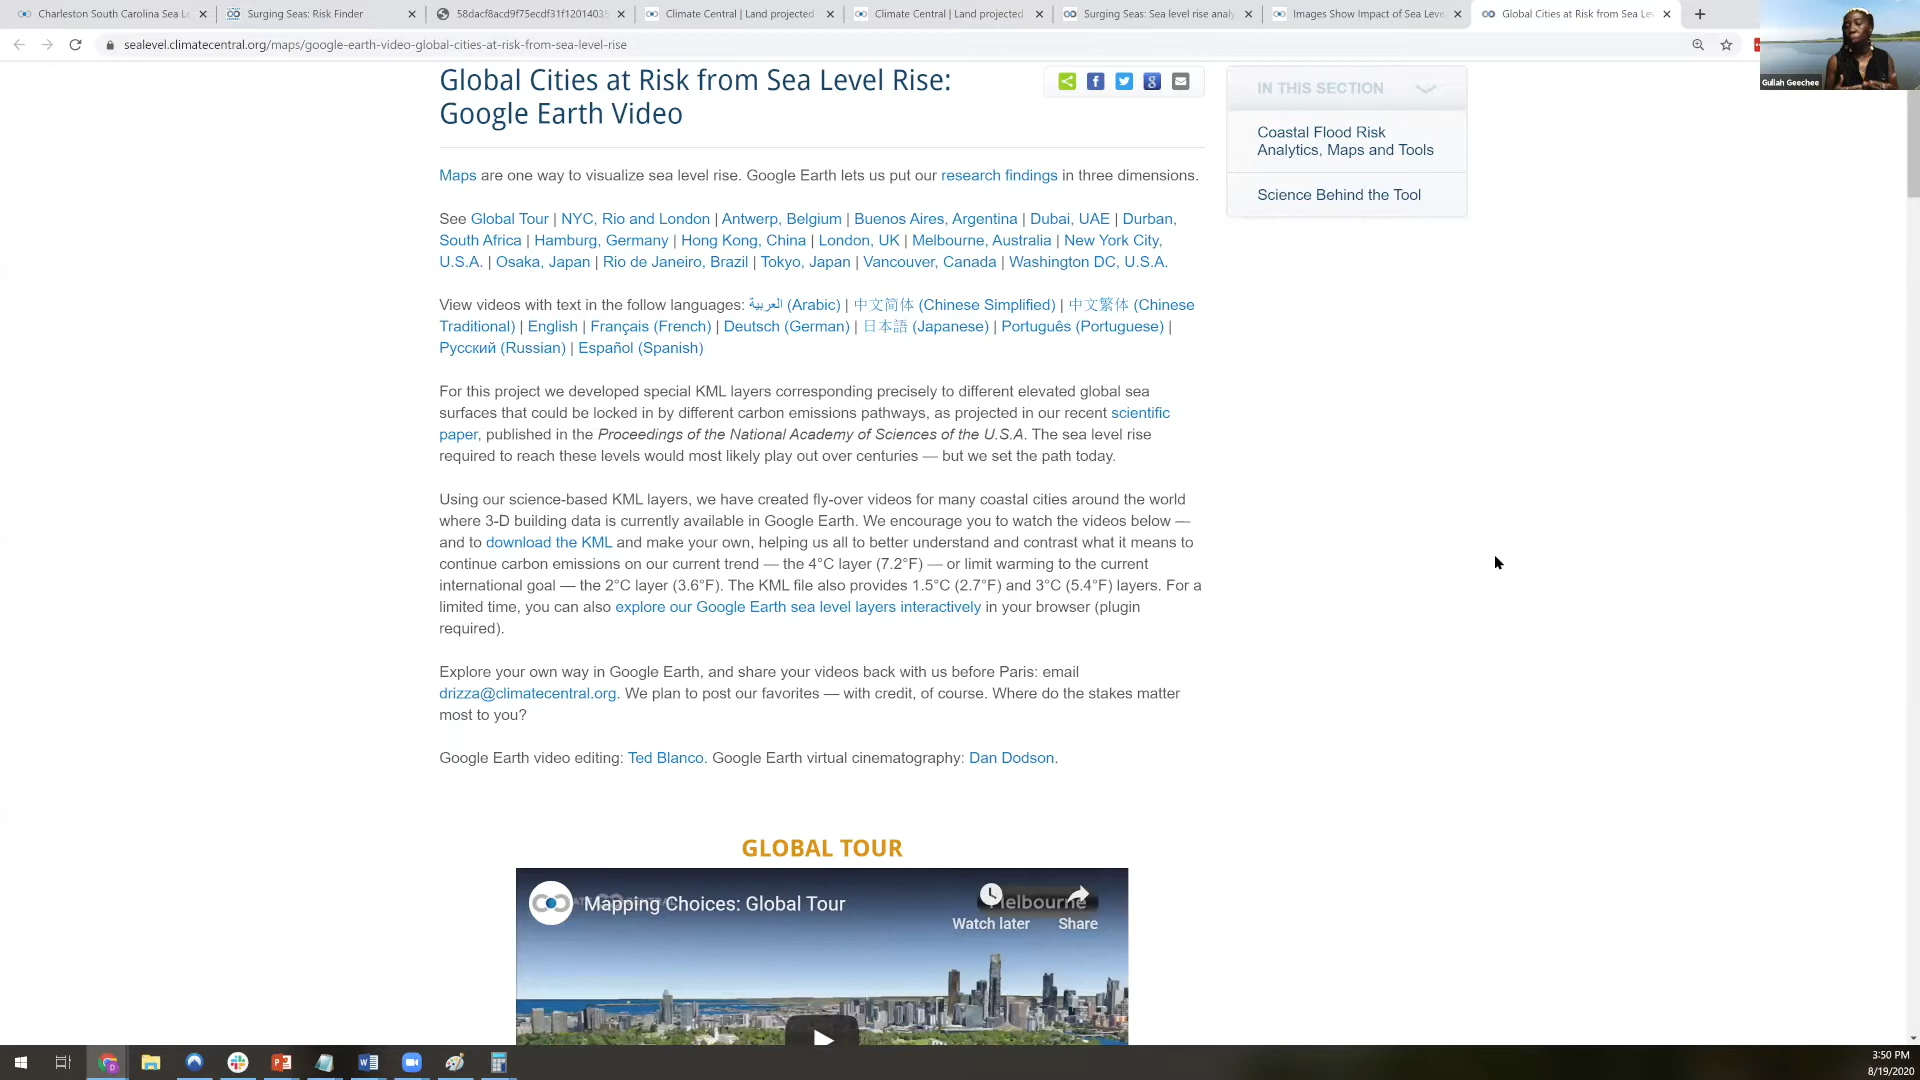 Charleston South Carolina Sea Le
Surging Seas: Risk Finder
58dacf8acd9f75ecdf31f12014035
Climate Central | Land projected
Climate Central | Land projected
Surging Seas: Sea level rise analy
Images Show Impact of Sea Leve
Global Cities at Risk from Sea Le
sealevel.climatecentral.org/maps/google-earth-video-global-cities-at-risk-from-sea-level-rise
Gullah Geechee
Global Cities at Risk from Sea Level Rise:
Google Earth Video
IN THIS SECTION
Coastal Flood Risk
Analytics, Maps and Tools
Science Behind the Tool
Maps are one way to visualize sea level rise. Google Earth lets us put our research findings in three dimensions.
See Global Tour | NYC, Rio and London | Antwerp, Belgium | Buenos Aires, Argentina | Dubai, UAE | Durban,
South Africa | Hamburg, Germany | Hong Kong, China | London, UK | Melbourne, Australia | New York City,
U.S.A. | Osaka, Japan | Rio de Janeiro, Brazil | Tokyo, Japan | Vancouver, Canada | Washington DC, U.S.A.
View videos with text in the follow languages: العربية (Arabic) | 中文简体 (Chinese Simplified) | 中文繁体 (Chinese
Traditional) | English | Français (French) | Deutsch (German) | 日本語 (Japanese) | Português (Portuguese) |
Русский (Russian) | Español (Spanish)
For this project we developed special KML layers corresponding precisely to different elevated global sea
surfaces that could be locked in by different carbon emissions pathways, as projected in our recent scientific
paper, published in the Proceedings of the National Academy of Sciences of the U.S.A. The sea level rise
required to reach these levels would most likely play out over centuries — but we set the path today.
Using our science-based KML layers, we have created fly-over videos for many coastal cities around the world
where 3-D building data is currently available in Google Earth. We encourage you to watch the videos below —
and to download the KML and make your own, helping us all to better understand and contrast what it means to
continue carbon emissions on our current trend — the 4°C layer (7.2°F) — or limit warming to the current
international goal — the 2°C layer (3.6°F). The KML file also provides 1.5°C (2.7°F) and 3°C (5.4°F) layers. For a
limited time, you can also explore our Google Earth sea level layers interactively in your browser (plugin
required).
Explore your own way in Google Earth, and share your videos back with us before Paris: email
drizza@climatecentral.org. We plan to post our favorites — with credit, of course. Where do the stakes matter
most to you?
Google Earth video editing: Ted Blanco. Google Earth virtual cinematography: Dan Dodson.
GLOBAL TOUR
Mapping Choices: Global Tour
Melbourne
Watch later
Share
3:50 PM
8/19/2020